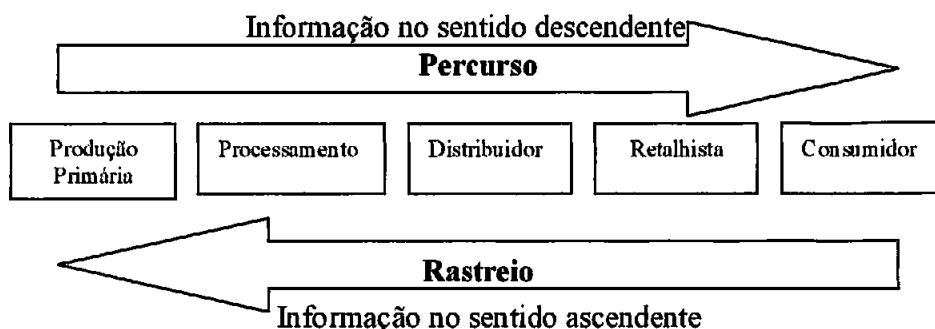 Informação no sentido descendente
Percurso
Produção
Primária
Processamento
Distribuidor
Retalhista
Consumidor
Rastreio
Informação no sentido ascendente